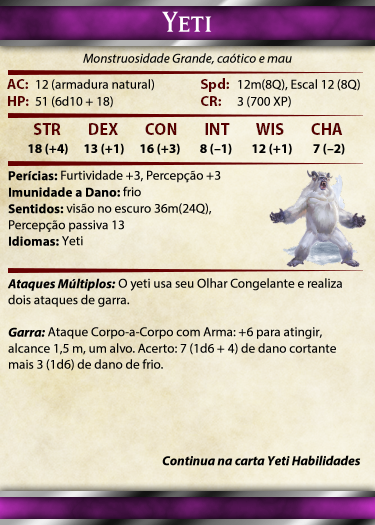 YETI
Monstruosidade Grande, caótico e mau
AC: 12 (armadura natural) Spd: 12m(8Q), Escal 12 (8Q)
HP: 51 (6d10 + 18) CR: 3 (700 XP)
STR DEX CON INT WIS CHA
18 (+4) 13 (+1) 16 (+3) 8 (–1) 12 (+1) 7 (–2)
Perícias: Furtividade +3, Percepção +3
Imunidade a Dano: frio
Sentidos: visão no escuro 36m(24Q),
Percepção passiva 13
Idiomas: Yeti
Ataques Múltiplos: O yeti usa seu Olhar Congelante e realiza
dois ataques de garra.
Garra: Ataque Corpo-a-Corpo com Arma: +6 para atingir,
alcance 1,5 m, um alvo. Acerto: 7 (1d6 + 4) de dano cortante
mais 3 (1d6) de dano de frio.
Continua na carta Yeti Habilidades